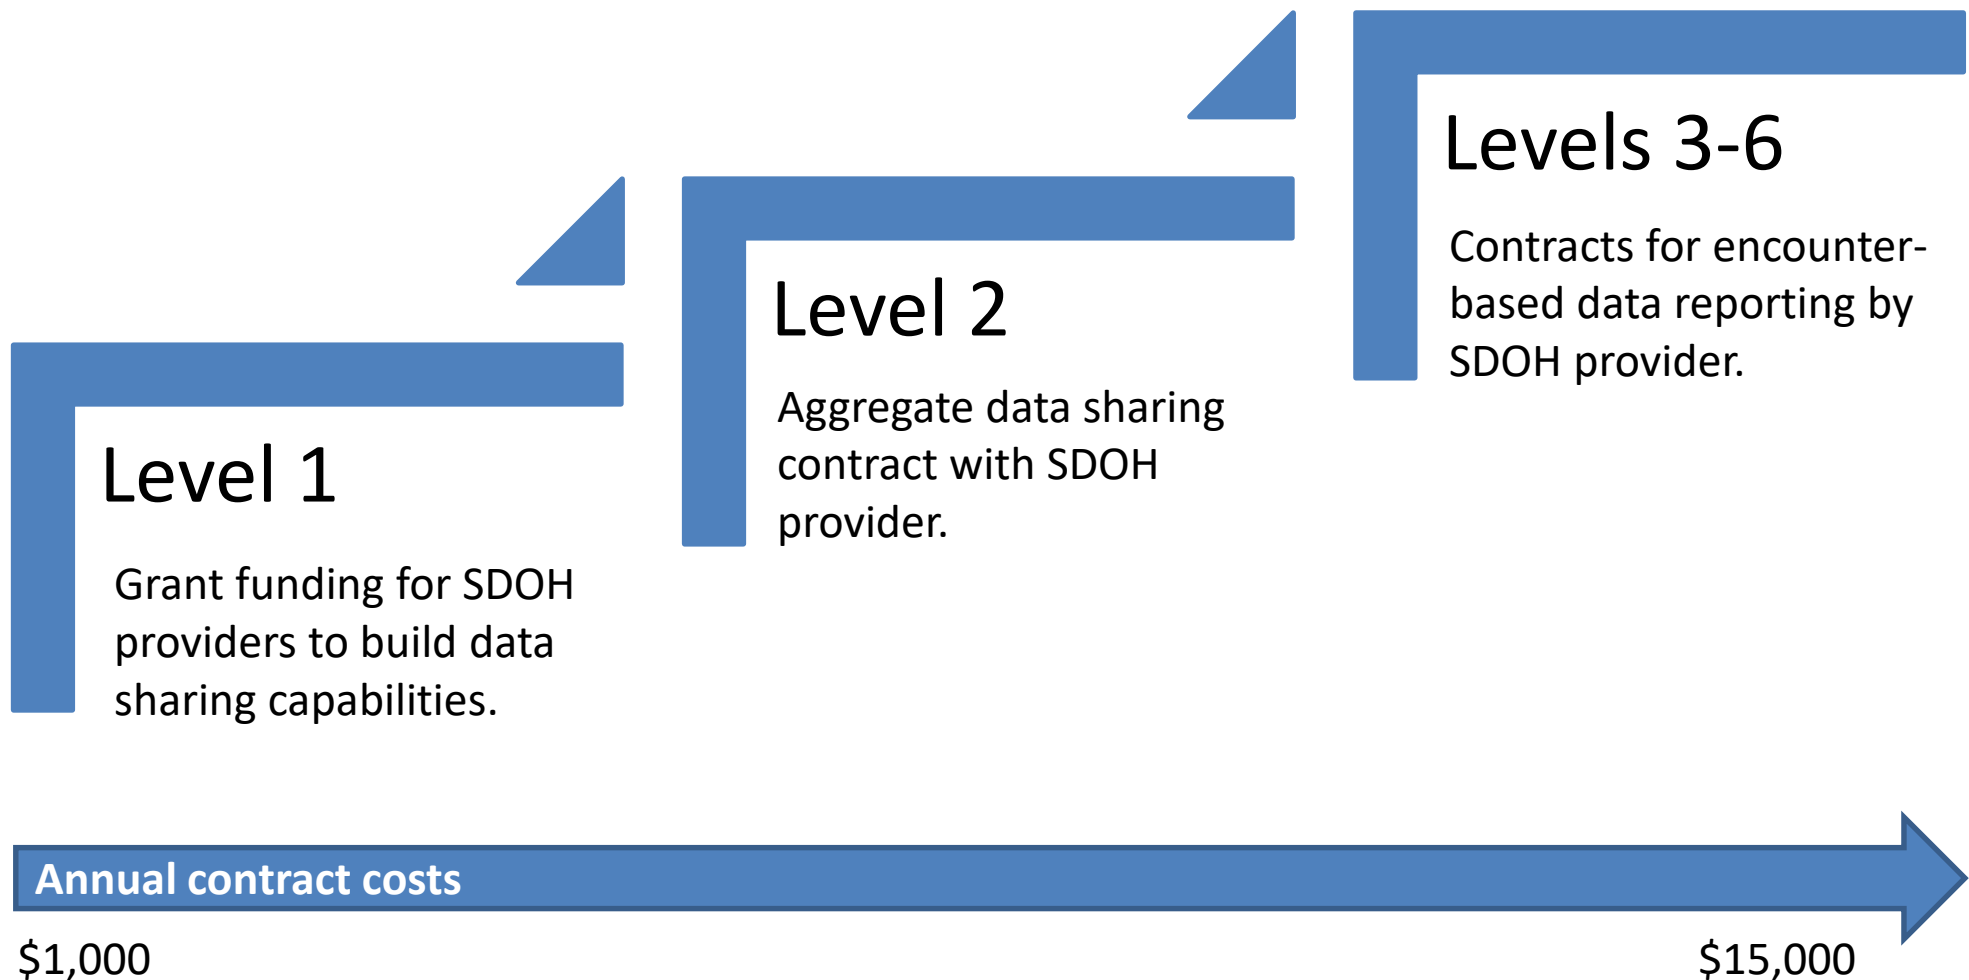 Level 1
Grant funding for SDOH
providers to build data
sharing capabilities.
Level 2
Aggregate data sharing
contract with SDOH
provider.
Levels 3-6
Contracts for encounter-
based data reporting by
SDOH provider.
Annual contract costs
$1,000
$15,000